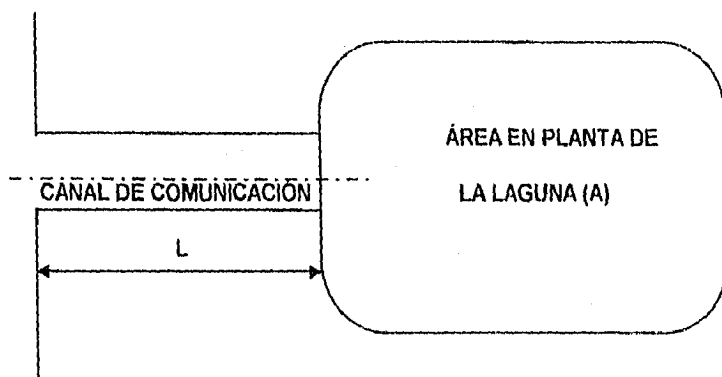 ÁREA EN PLANTA DE
LA LAGUNA (A)
CANAL DE COMUNICACIÓN
L